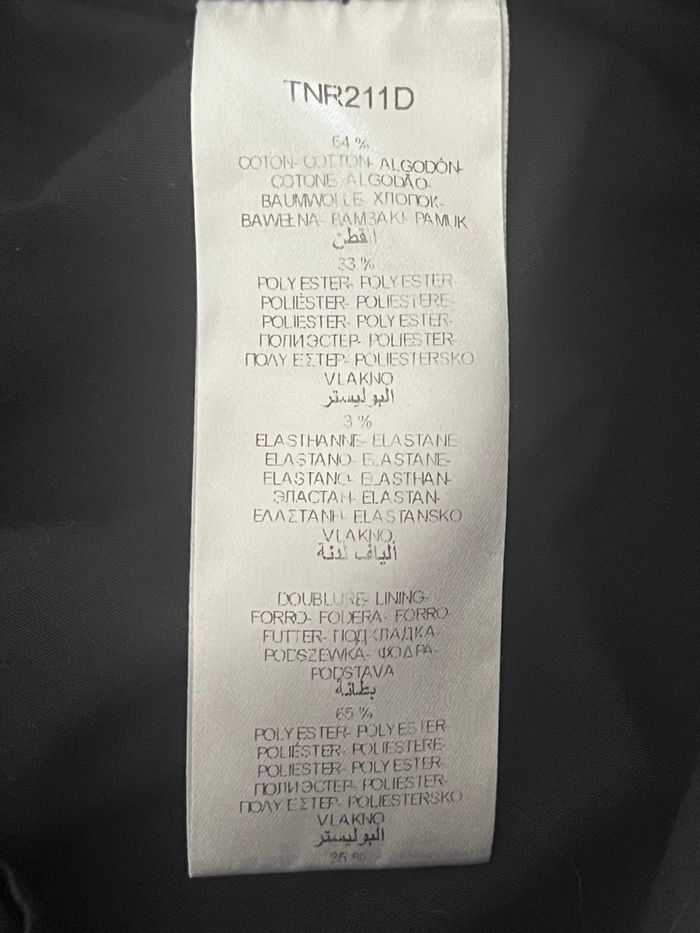 TNR211D
64 %
COTON- COTTON- ALGODÓN-
COTONE- ALGODÃO-
BAUMWOLLE- ХЛОПОК-
BAWEŁNA- BAMBAKI- PAMUK
القطن
33 %
POLYESTER- POLYESTER-
POLIÉSTER- POLIESTERE-
POLIESTER- POLYESTER-
ПОЛИЭСТЕР- POLIESTER-
ΠΟΛΥΕΣΤΕΡ- POLIESTERSKO
VLAKNO
البوليستر
3 %
ELASTHANNE- ELASTANE-
ELASTANO- ELASTANE-
ELASTANO- ELASTHAN-
ЭЛАСТАН- ELASTAN-
ΕΛΑΣΤΑΝΗ- ELASTANSKO
VLAKNO
ألياف لدنة
DOUBLURE- LINING-
FORRO- FODERA- FORRO-
FUTTER- ПОДКЛАДКА-
PODSZEWKA- ΦΟΔΡΑ-
PODSTAVA
بطانة
65 %
POLYESTER- POLYESTER-
POLIÉSTER- POLIESTERE-
POLIESTER- POLYESTER-
ПОЛИЭСТЕР- POLIESTER-
ΠΟΛΥΕΣΤΕΡ- POLIESTERSKO
VLAKNO
البوليستر